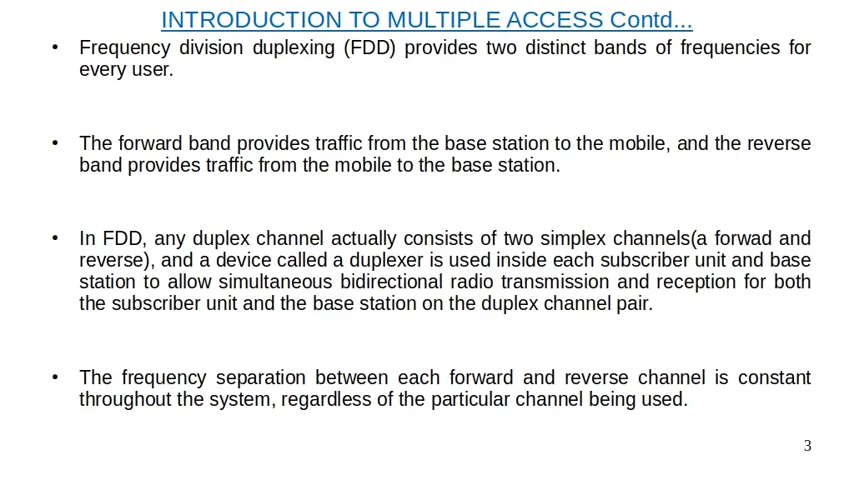 INTRODUCTION TO MULTIPLE ACCESS Contd...
• Frequency division duplexing (FDD) provides two distinct bands of frequencies for
every user.
• The forward band provides traffic from the base station to the mobile, and the reverse
band provides traffic from the mobile to the base station.
• In FDD, any duplex channel actually consists of two simplex channels(a forwad and
reverse), and a device called a duplexer is used inside each subscriber unit and base
station to allow simultaneous bidirectional radio transmission and reception for both
the subscriber unit and the base station on the duplex channel pair.
• The frequency separation between each forward and reverse channel is constant
throughout the system, regardless of the particular channel being used.
3